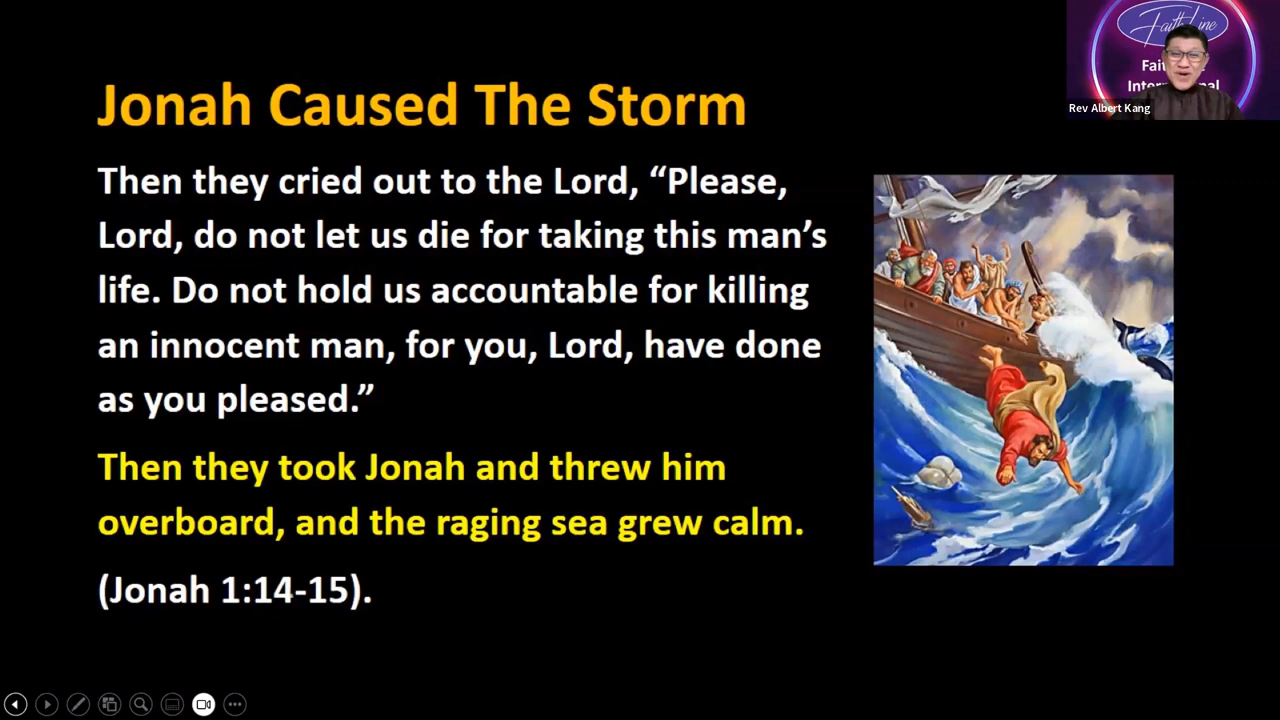 Jonah Caused The Storm
Then they cried out to the Lord, “Please,
Lord, do not let us die for taking this man’s
life. Do not hold us accountable for killing
an innocent man, for you, Lord, have done
as you pleased.”
Then they took Jonah and threw him
overboard, and the raging sea grew calm.
(Jonah 1:14-15).
Rev Albert Kang